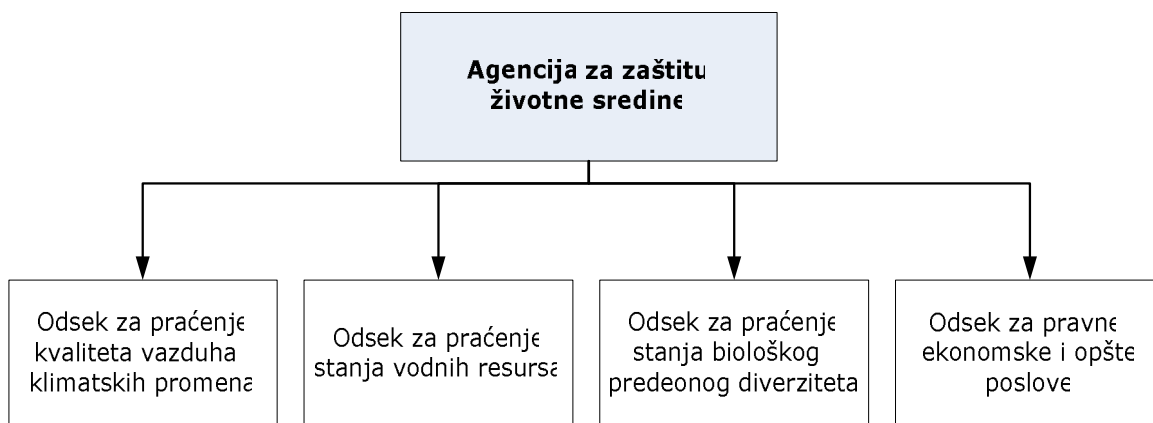 Agencija za zaštitu
životne sredine
Odsek za praćenje
kvaliteta vazduha
klimatskih promena
Odsek za praćenje
stanja vodnih resursa
Odsek za praćenje
stanja biološkog
predeonog diverziteta
Odsek za pravne
ekonomske i opšte
poslove